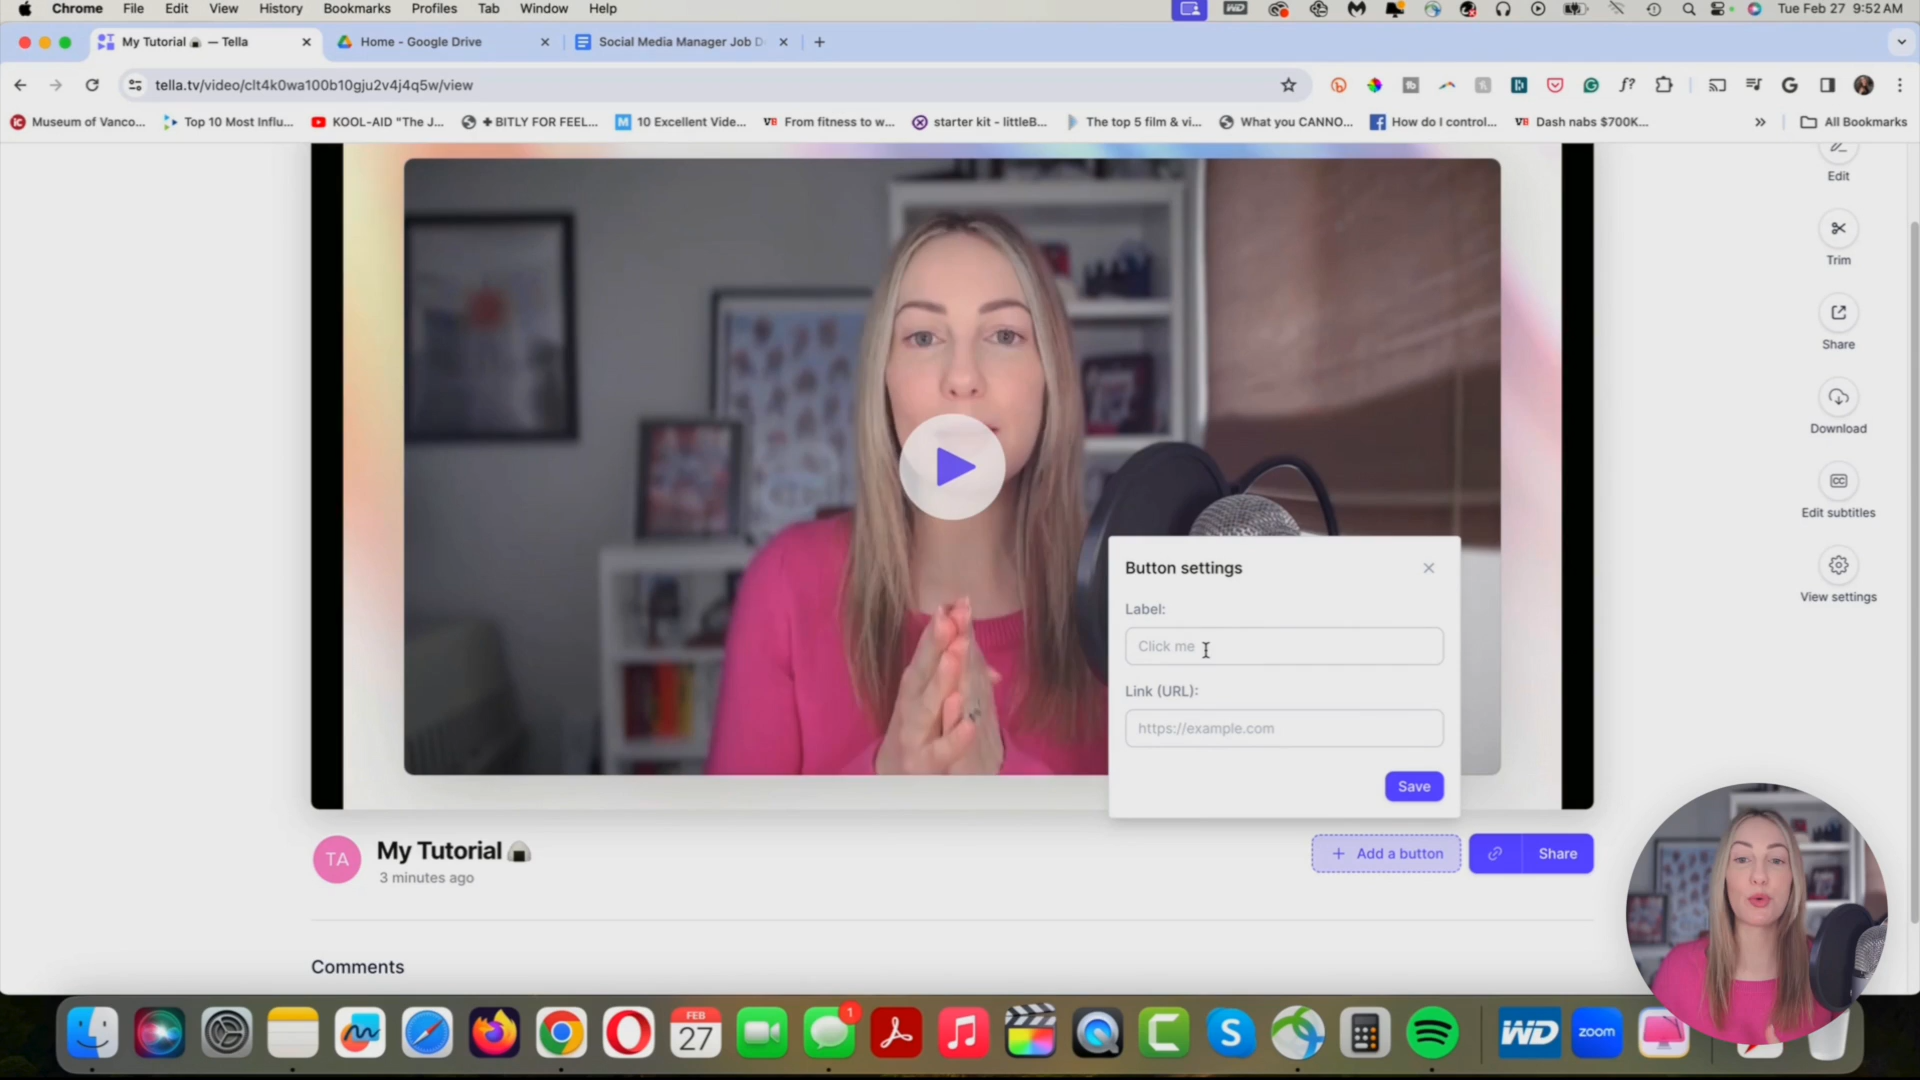 Chrome File Edit View History Bookmarks Profiles Tab Window Help
Tue Feb 27 9:52 AM
My Tutorial 🍙 — Tella
Home - Google Drive
Social Media Manager Job D
tella.tv/video/clt4k0wa100b10gju2v4j4q5w/view
Museum of Vanco...
Top 10 Most Influ...
KOOL-AID "The J...
✦ BITLY FOR FEEL...
10 Excellent Vide...
From fitness to w...
starter kit - littleB...
The top 5 film & vi...
What you CANNO...
How do I control...
Dash nabs $700K...
All Bookmarks
Edit
Trim
Share
Download
Edit subtitles
View settings
Button settings
Label:
Click me
Link (URL):
https://example.com
Save
TA
My Tutorial 🍙
3 minutes ago
+ Add a button
Share
Comments
FEB
27
1
WD
zoom